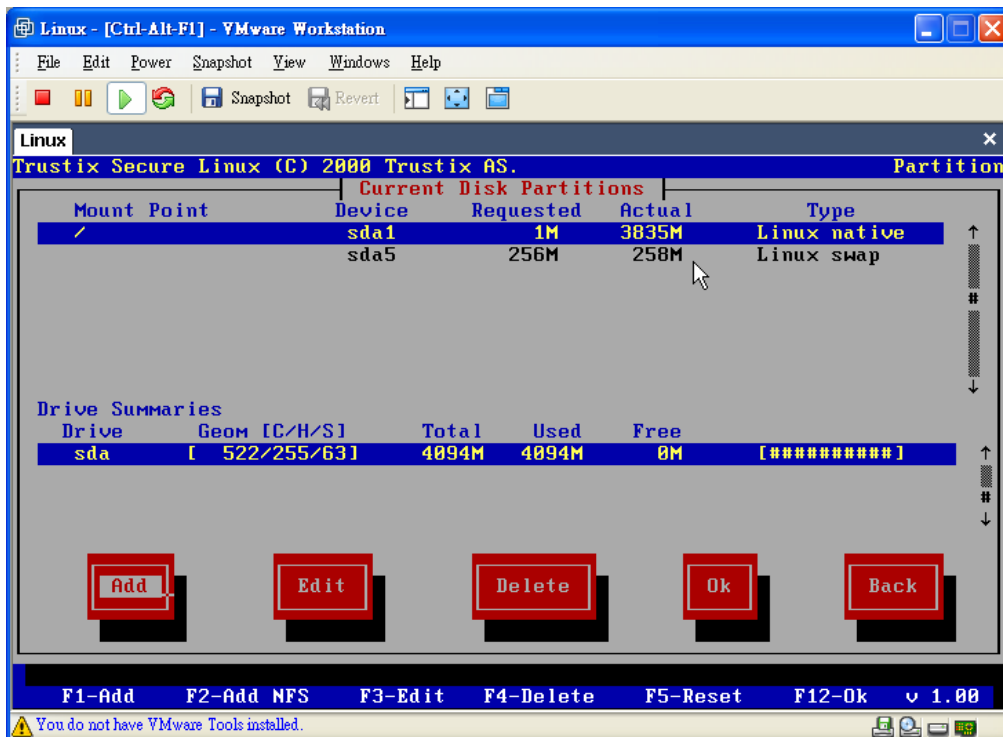 Linux - [Ctrl-Alt-F1] - VMware Workstation
File Edit Power Snapshot View Windows Help
Snapshot Revert
Linux
Trustix Secure Linux (C) 2000 Trustix AS. Partition
Current Disk Partitions
Mount Point Device Requested Actual Type
/ sda1 1M 3835M Linux native
sda5 256M 258M Linux swap
#
Drive Summaries
Drive Geom [C/H/S] Total Used Free
sda [ 522/255/63] 4094M 4094M 0M [##########]
#
Add Edit Delete Ok Back
F1-Add F2-Add NFS F3-Edit F4-Delete F5-Reset F12-Ok v 1.00
You do not have VMware Tools installed.